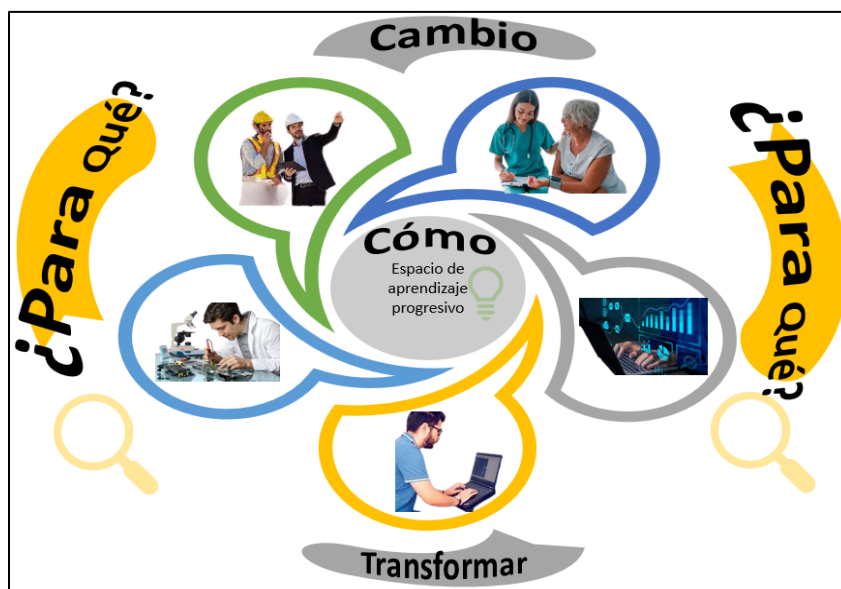 Cambio
¿Para Qué?
¿Para Qué?
Cómo
Espacio de
aprendizaje
progresivo
Transformar